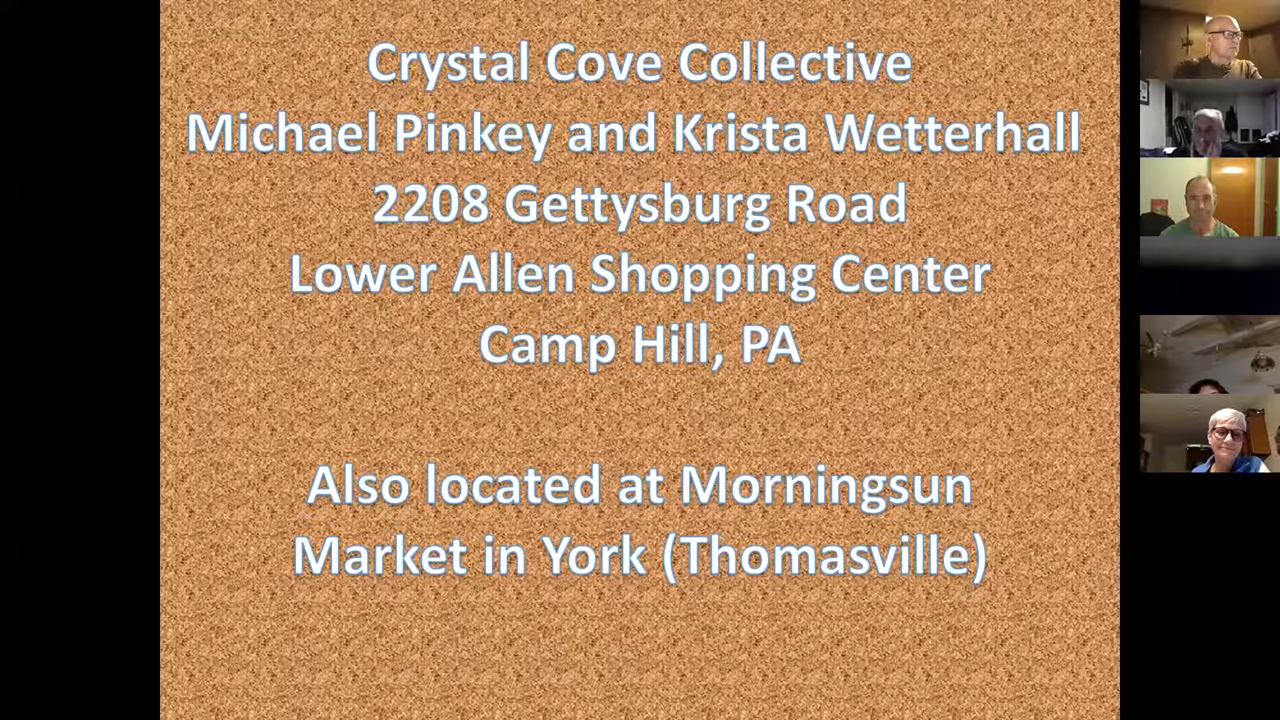 Crystal Cove Collective
Michael Pinkey and Krista Wetterhall
2208 Gettysburg Road
Lower Allen Shopping Center
Camp Hill, PA
Also located at Morningsun
Market in York (Thomasville)